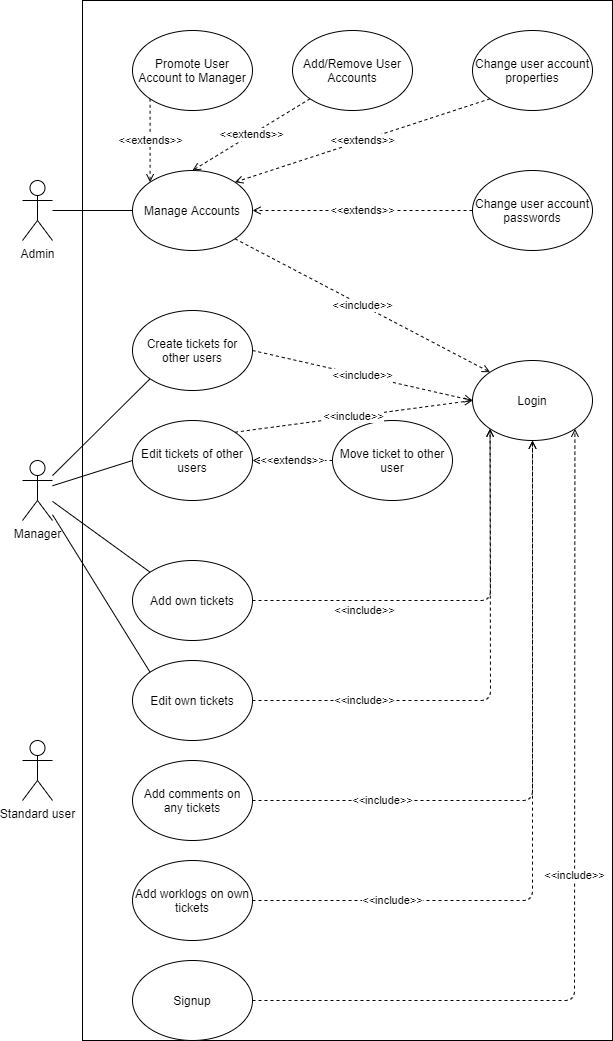 Promote User
Account to Manager
Add/Remove User
Accounts
Change user account
properties
<<extends>>
<<extends>>
<<extends>>
Manage Accounts
<<extends>>
Change user account
passwords
Admin
<<include>>
Create tickets for
other users
<<include>>
Login
<<include>>
Edit tickets of other
users
<<extends>>
Move ticket to other
user
Manager
Add own tickets
<<include>>
Edit own tickets
<<include>>
Standard user
Add comments on
any tickets
<<include>>
<<include>>
Add worklogs on own
tickets
<<include>>
Signup